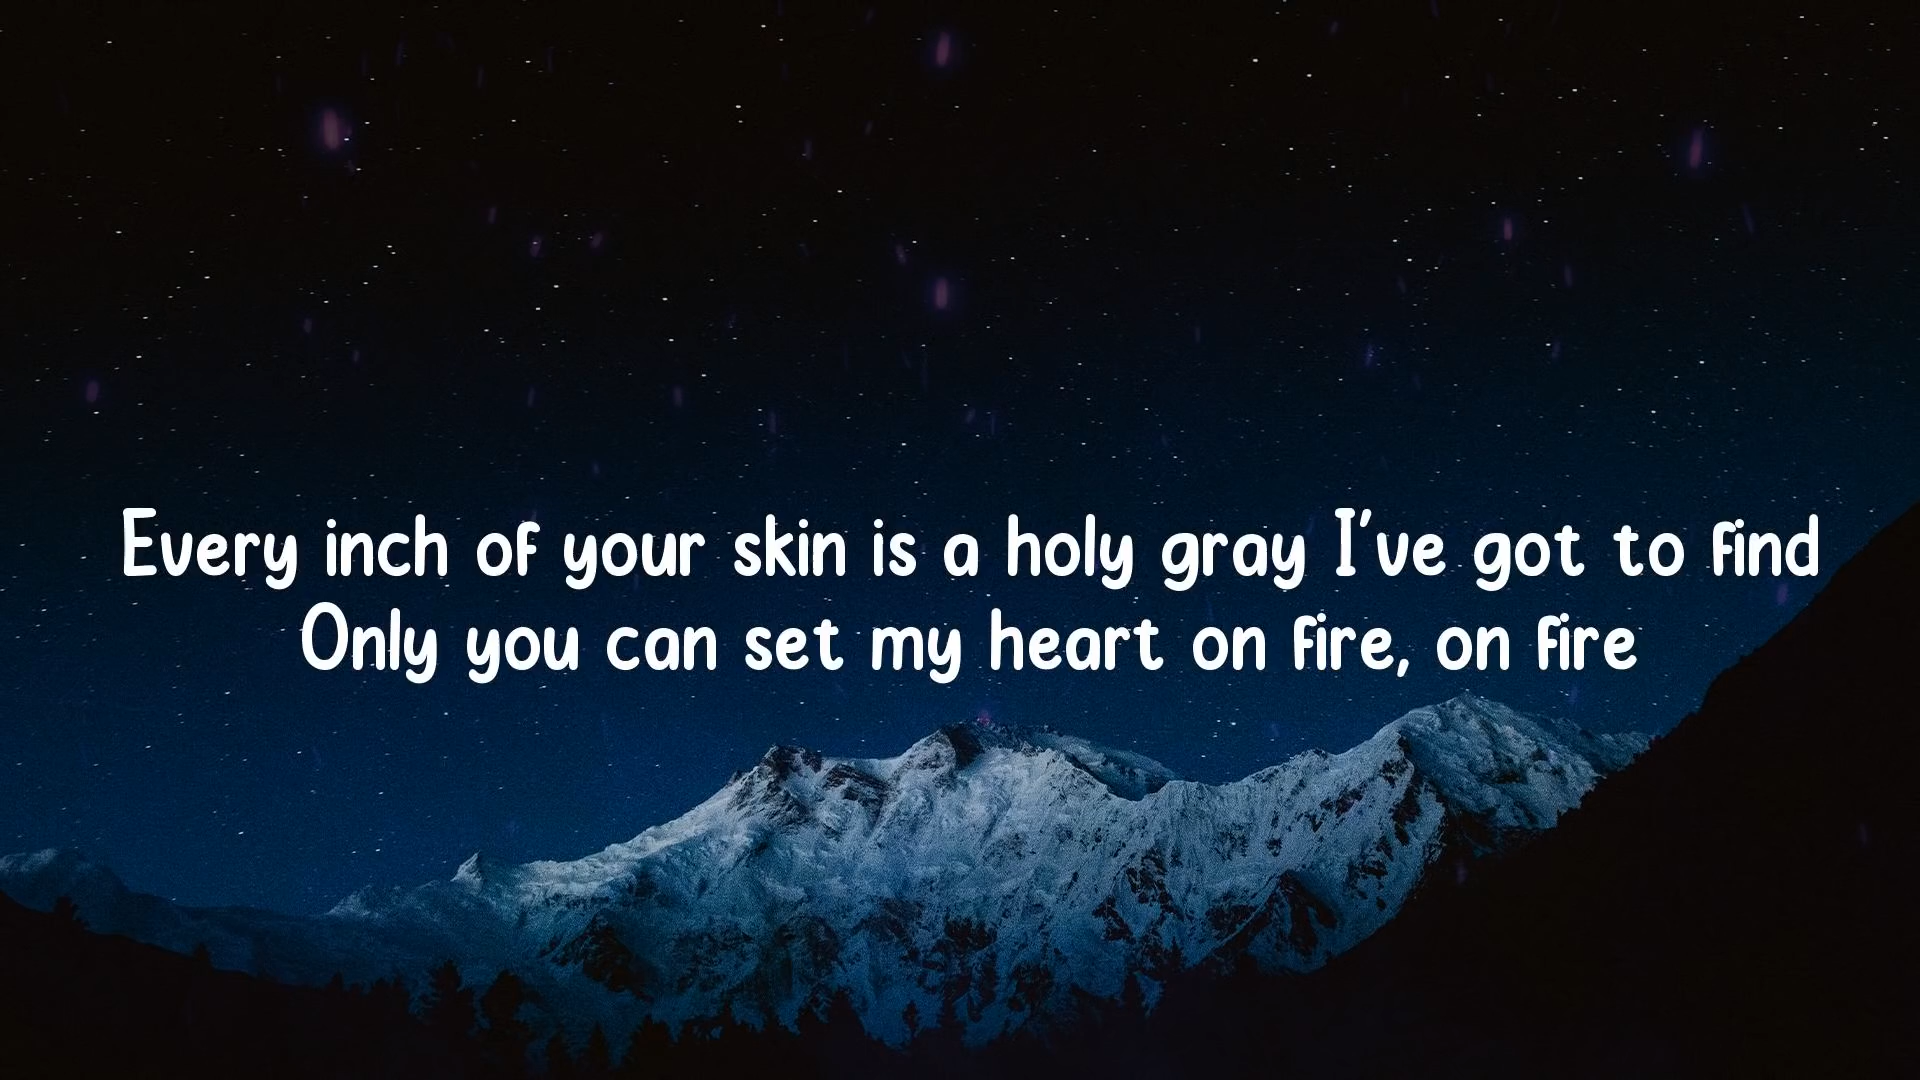 Every inch of your skin is a holy gray I've got to find
Only you can set my heart on fire, on fire